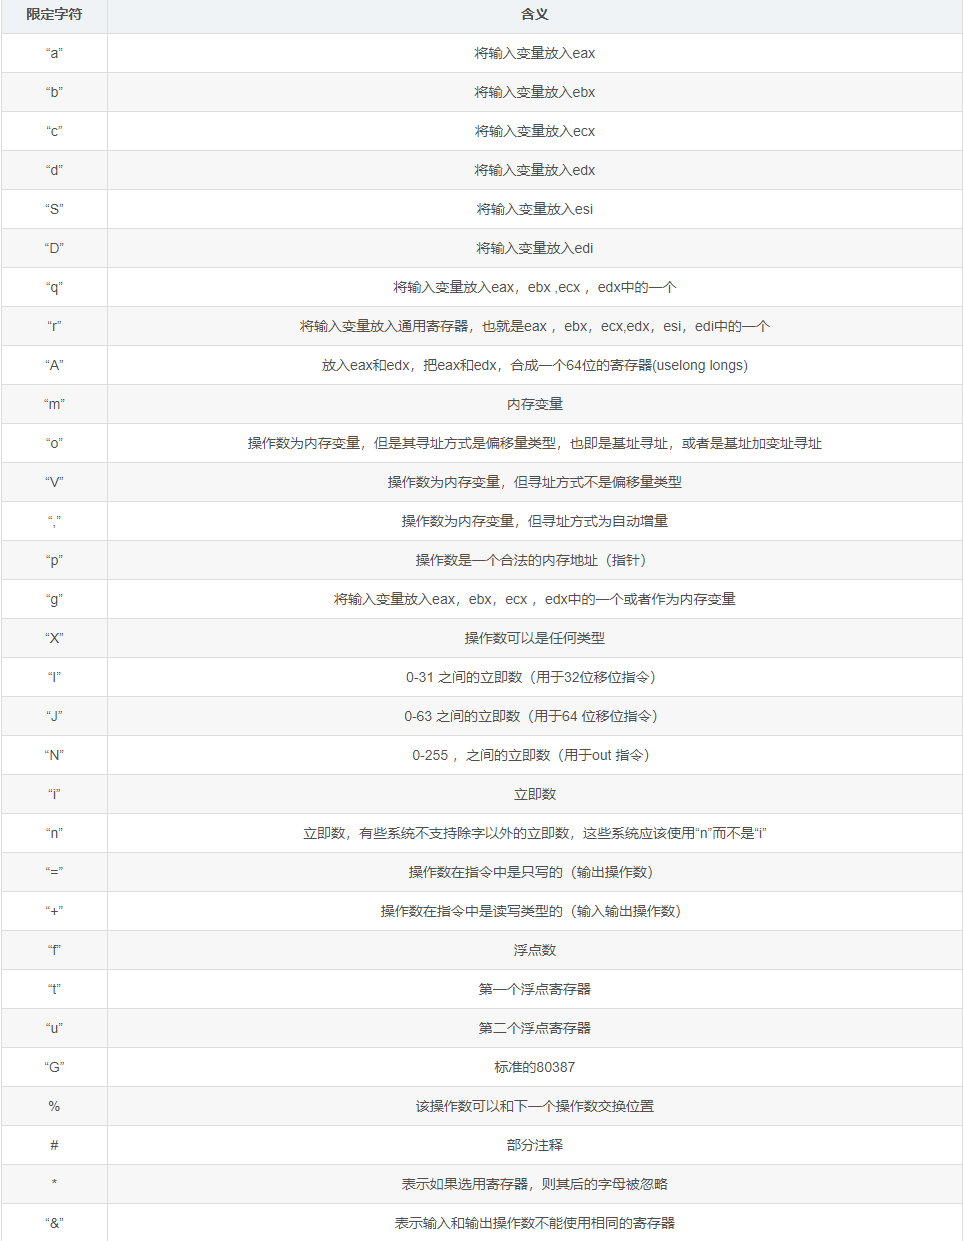 限定字符 含义
“a” 将输入变量放入eax
“b” 将输入变量放入ebx
“c” 将输入变量放入ecx
“d” 将输入变量放入edx
“S” 将输入变量放入esi
“D” 将输入变量放入edi
“q” 将输入变量放入eax，ebx ,ecx ，edx中的一个
“r” 将输入变量放入通用寄存器，也就是eax ，ebx，ecx,edx，esi，edi中的一个
“A” 放入eax和edx，把eax和edx，合成一个64位的寄存器(uselong longs)
“m” 内存变量
“o” 操作数为内存变量，但是其寻址方式是偏移量类型，也即是基址寻址，或者是基址加变址寻址
“V” 操作数为内存变量，但寻址方式不是偏移量类型
“,” 操作数为内存变量，但寻址方式为自动增量
“p” 操作数是一个合法的内存地址（指针）
“g” 将输入变量放入eax，ebx，ecx ，edx中的一个或者作为内存变量
“X” 操作数可以是任何类型
“I” 0-31 之间的立即数（用于32位移位指令）
“J” 0-63 之间的立即数（用于64 位移位指令）
“N” 0-255 ，之间的立即数（用于out 指令）
“i” 立即数
“n” 立即数，有些系统不支持除字以外的立即数，这些系统应该使用“n”而不是“i”
“=” 操作数在指令中是只写的（输出操作数）
“+” 操作数在指令中是读写类型的（输入输出操作数）
“f” 浮点数
“t” 第一个浮点寄存器
“u” 第二个浮点寄存器
“G” 标准的80387
% 该操作数可以和下一个操作数交换位置
# 部分注释
* 表示如果选用寄存器，则其后的字母被忽略
“&” 表示输入和输出操作数不能使用相同的寄存器